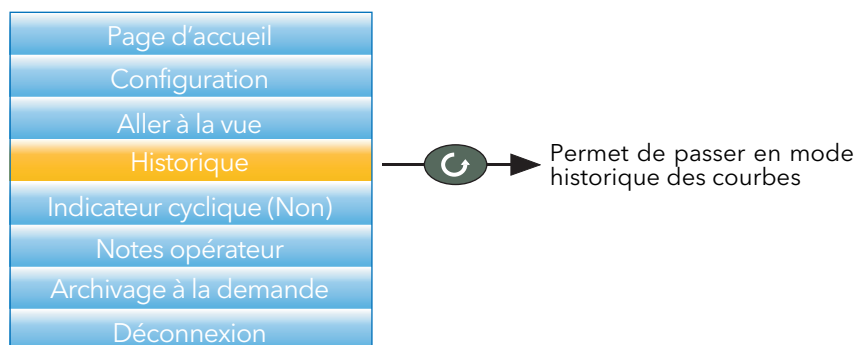 Page d'accueil
Configuration
Aller à la vue
Historique
Permet de passer en mode
historique des courbes
Indicateur cyclique (Non)
Notes opérateur
Archivage à la demande
Déconnexion